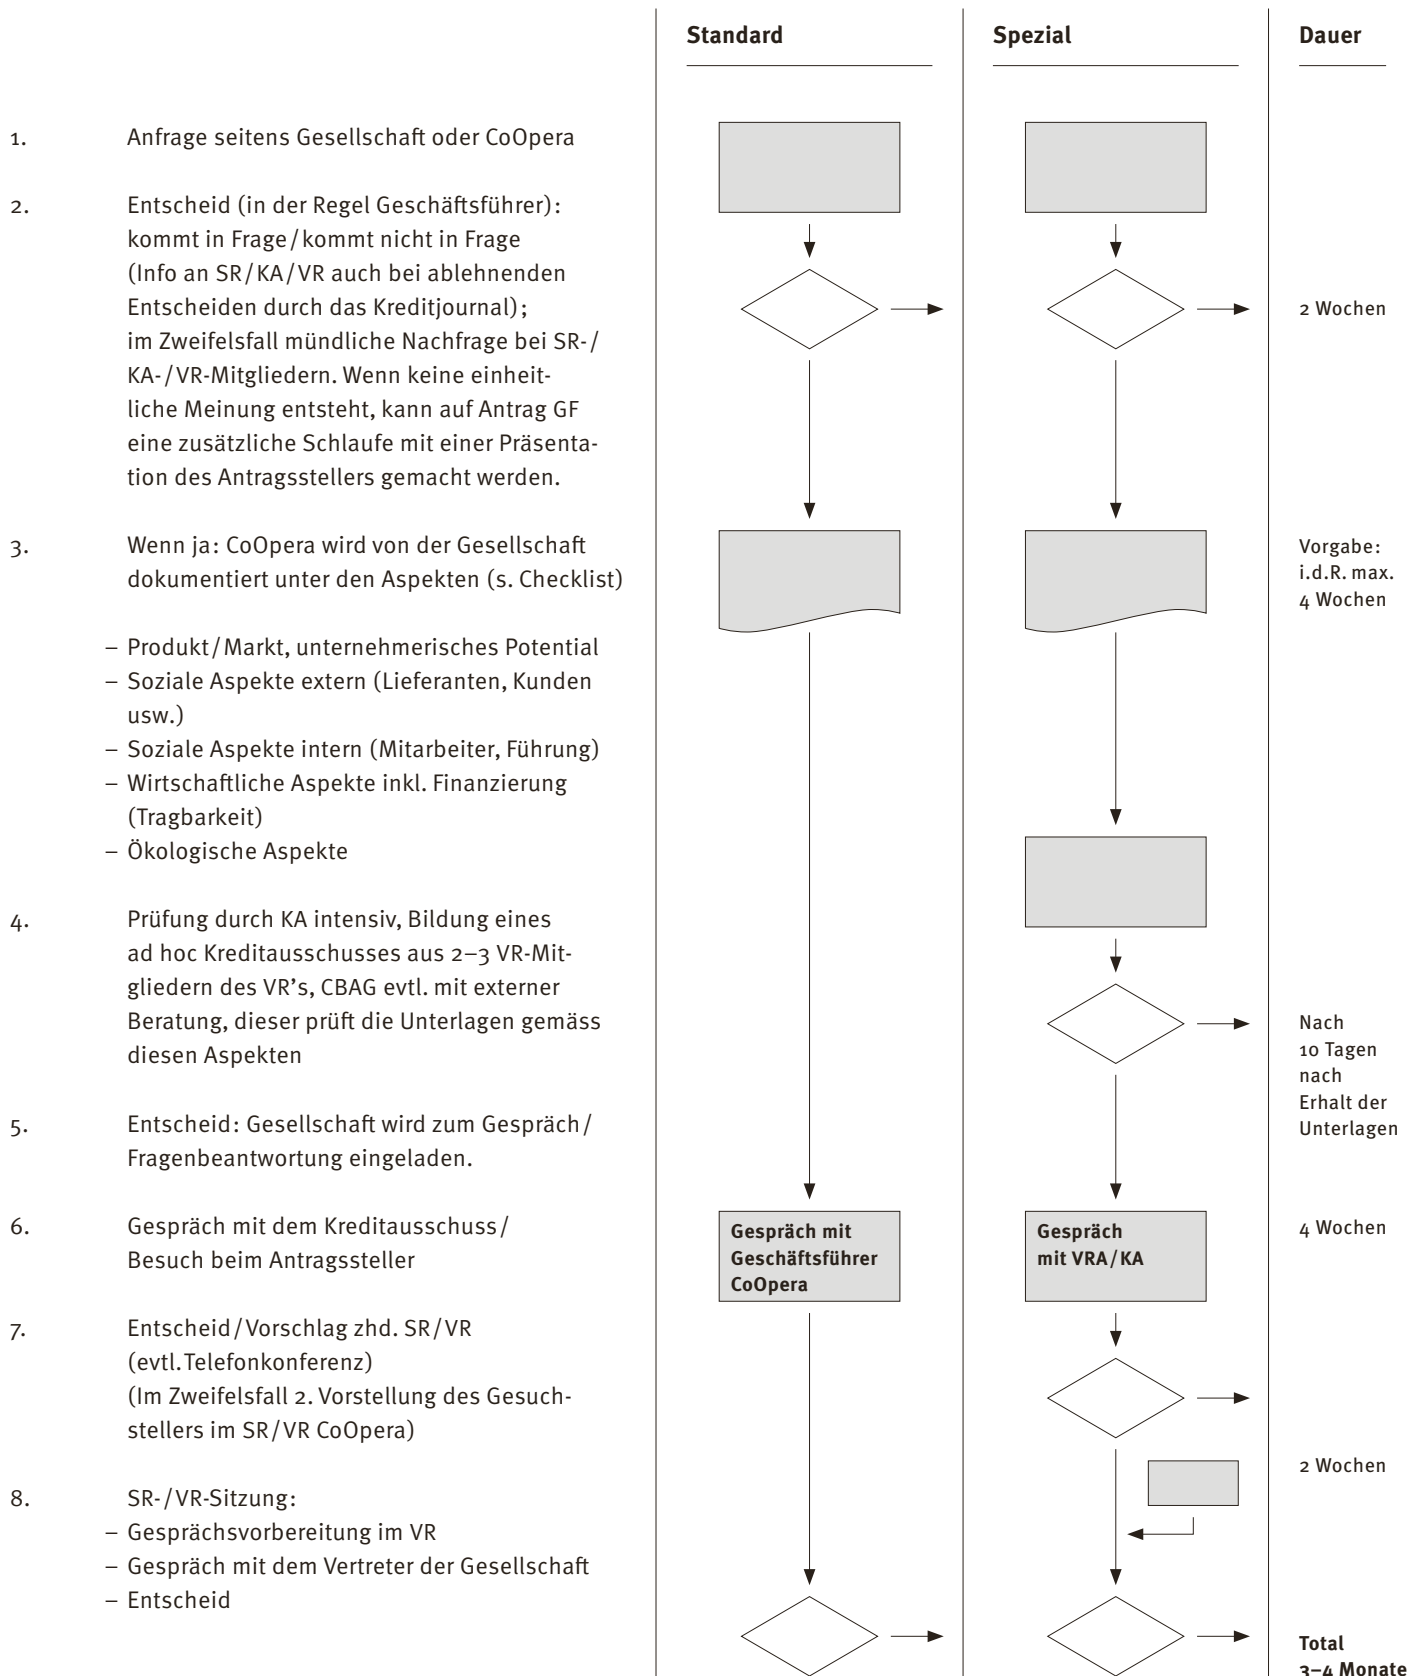 Standard
Spezial
Dauer
1. Anfrage seitens Gesellschaft oder CoOpera
2. Entscheid (in der Regel Geschäftsführer):
kommt in Frage/kommt nicht in Frage
(Info an SR/KA/VR auch bei ablehnenden
Entscheiden durch das Kreditjournal);
im Zweifelsfall mündliche Nachfrage bei SR-/
KA-/VR-Mitgliedern. Wenn keine einheit-
liche Meinung entsteht, kann auf Antrag GF
eine zusätzliche Schlaufe mit einer Präsenta-
tion des Antragsstellers gemacht werden.
2 Wochen
3. Wenn ja: CoOpera wird von der Gesellschaft
dokumentiert unter den Aspekten (s. Checklist)
– Produkt/Markt, unternehmerisches Potential
– Soziale Aspekte extern (Lieferanten, Kunden
usw.)
– Soziale Aspekte intern (Mitarbeiter, Führung)
– Wirtschaftliche Aspekte inkl. Finanzierung
(Tragbarkeit)
– Ökologische Aspekte
Vorgabe:
i.d.R. max.
4 Wochen
4. Prüfung durch KA intensiv, Bildung eines
ad hoc Kreditausschusses aus 2–3 VR-Mit-
gliedern des VR's, CBAG evtl. mit externer
Beratung, dieser prüft die Unterlagen gemäss
diesen Aspekten
Nach
10 Tagen
nach
Erhalt der
Unterlagen
5. Entscheid: Gesellschaft wird zum Gespräch/
Fragenbeantwortung eingeladen.
6. Gespräch mit dem Kreditausschuss/
Besuch beim Antragssteller
Gespräch mit
Geschäftsführer
CoOpera
Gespräch
mit VRA/KA
4 Wochen
7. Entscheid/Vorschlag zhd. SR/VR
(evtl.Telefonkonferenz)
(Im Zweifelsfall 2. Vorstellung des Gesuch-
stellers im SR/VR CoOpera)
2 Wochen
8. SR-/VR-Sitzung:
– Gesprächsvorbereitung im VR
– Gespräch mit dem Vertreter der Gesellschaft
– Entscheid
Total
3–4 Monate